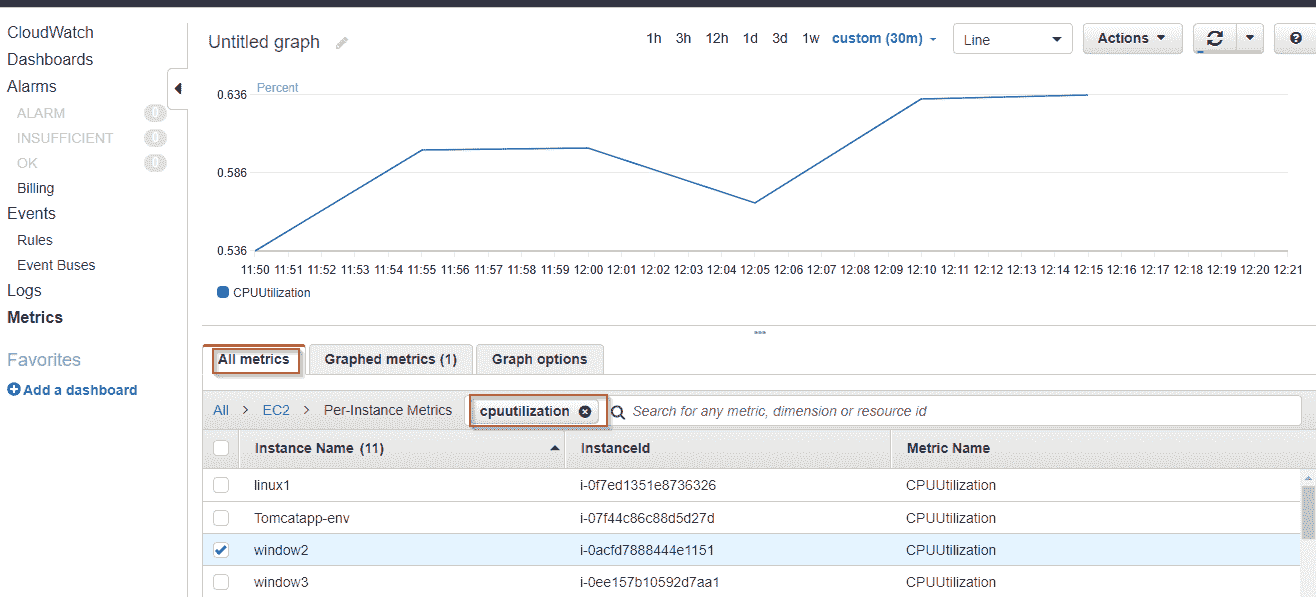 CloudWatch
Dashboards
Alarms
ALARM 0
INSUFFICIENT 0
OK 0
Billing
Events
Rules
Event Buses
Logs
Metrics
Favorites
Add a dashboard
Untitled graph
1h 3h 12h 1d 3d 1w custom (30m) Line Actions
Percent
0.636
0.586
0.536
11:50 11:51 11:52 11:53 11:54 11:55 11:56 11:57 11:58 11:59 12:00 12:01 12:02 12:03 12:04 12:05 12:06 12:07 12:08 12:09 12:10 12:11 12:12 12:13 12:14 12:15 12:16 12:17 12:18 12:19 12:20 12:21
CPUUtilization
All metrics Graphed metrics (1) Graph options
All > EC2 > Per-Instance Metrics cpuutilization Search for any metric, dimension or resource id
Instance Name (11) InstanceId Metric Name
linux1 i-0f7ed1351e8736326 CPUUtilization
Tomcatapp-env i-07f44c86c88d5d27d CPUUtilization
window2 i-0acfd7888444e1151 CPUUtilization
window3 i-0ee157b10592d7aa1 CPUUtilization